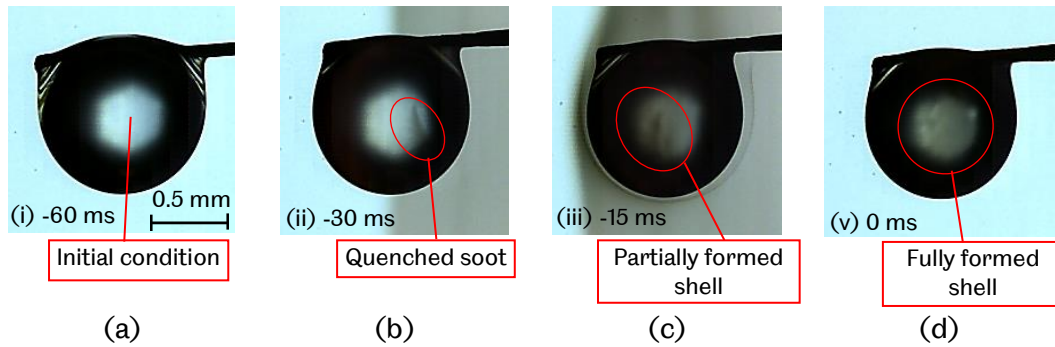 (i) -60 ms
0.5 mm
(ii) -30 ms
(iii) -15 ms
(v) 0 ms
Initial condition
Quenched soot
Partially formed
shell
Fully formed
shell
(a)
(b)
(c)
(d)